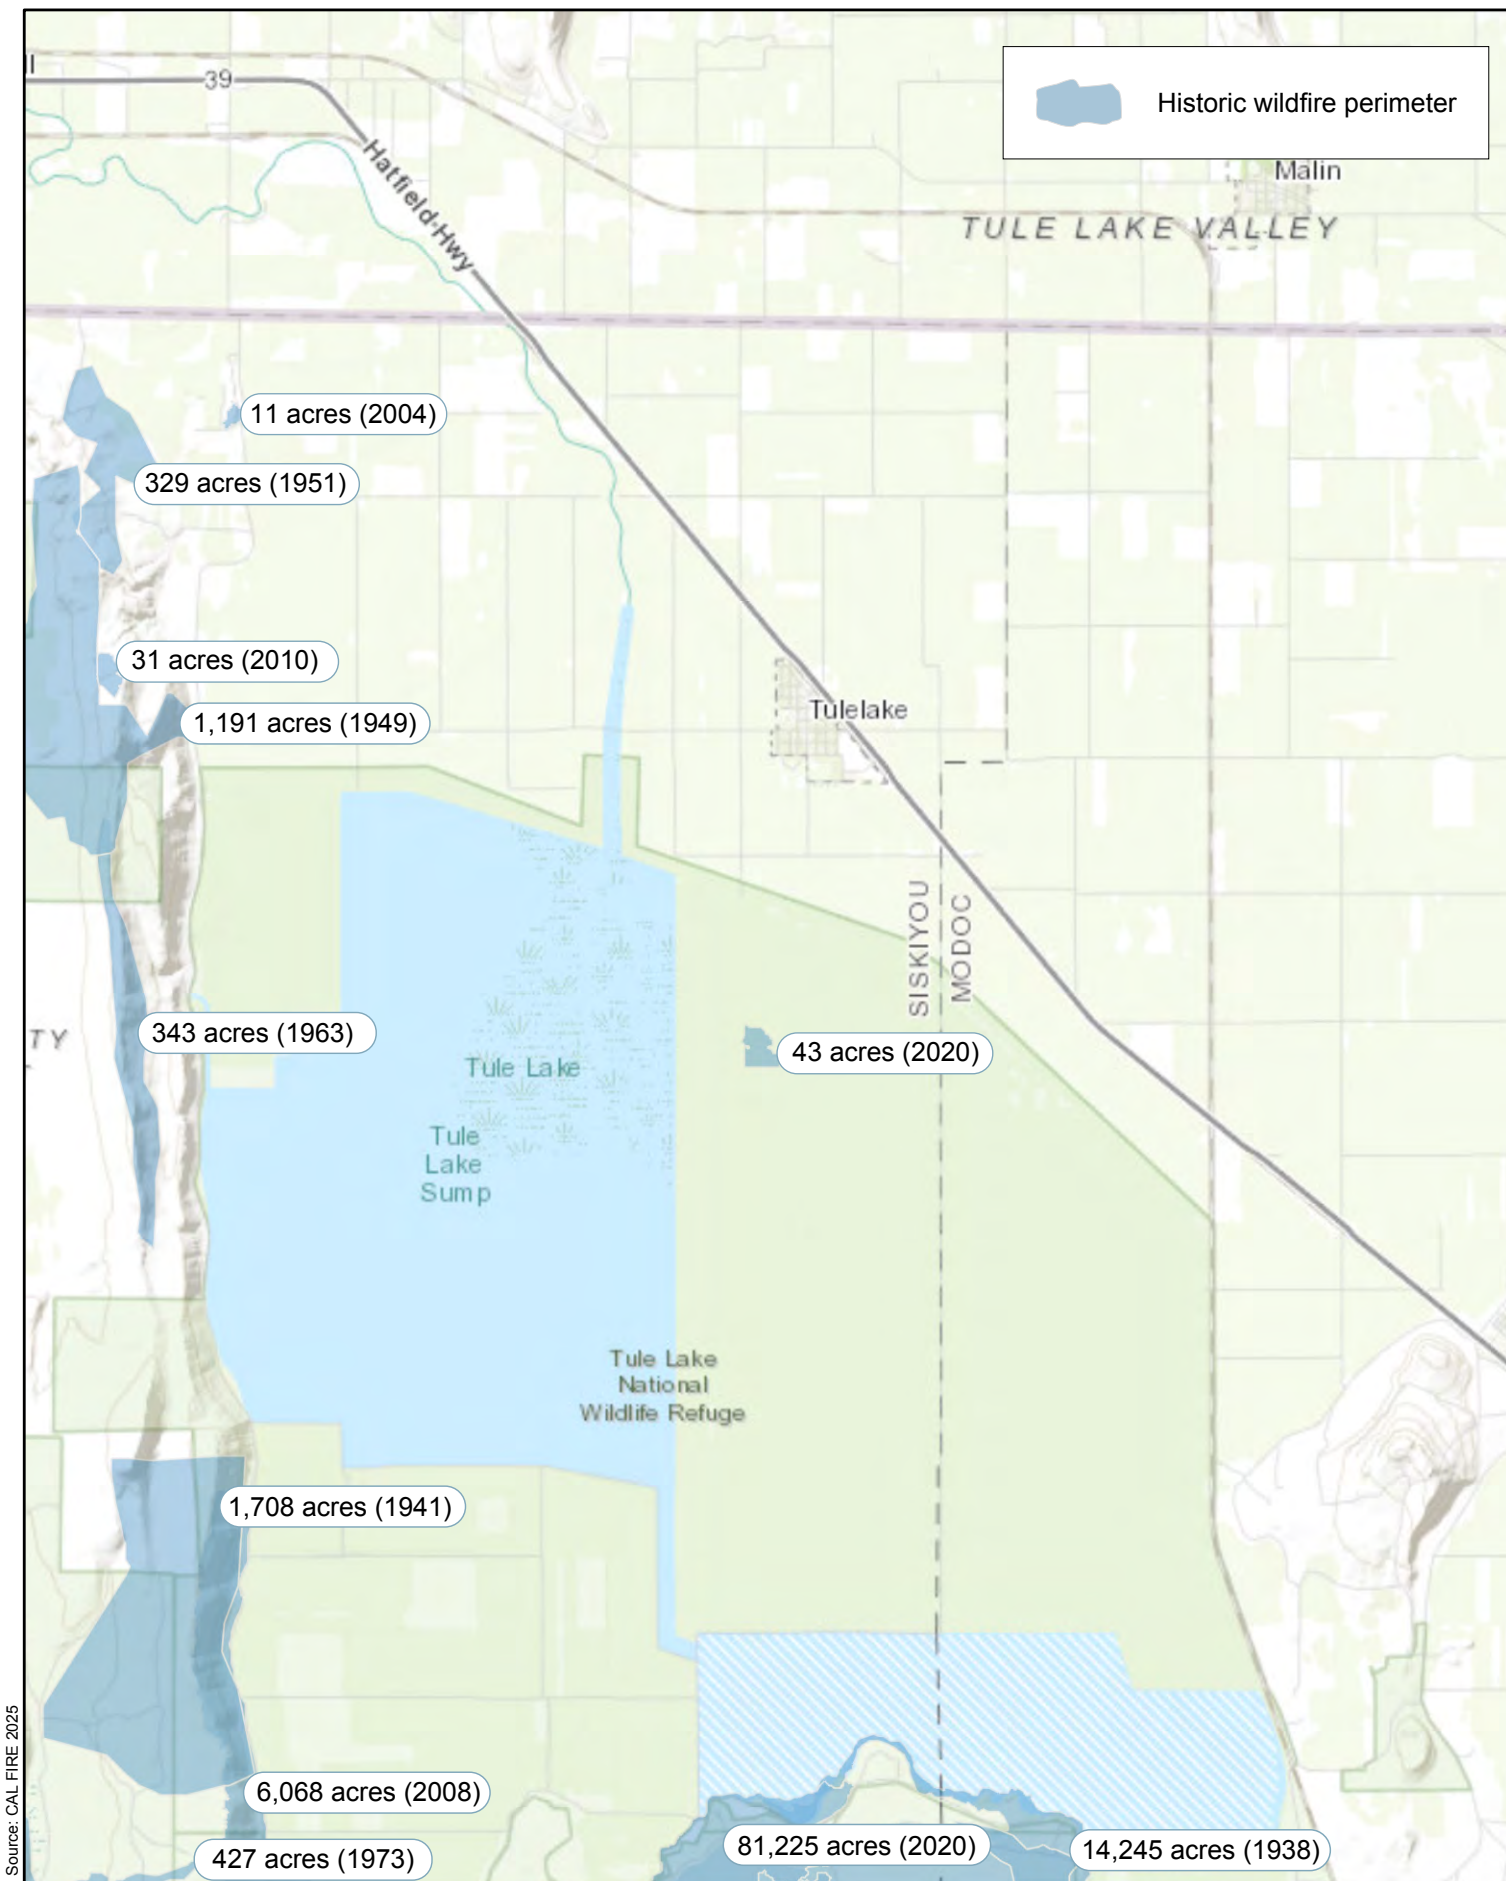 ll
39
Historic wildfire perimeter
Malin
Hatfield Hwy
TULE LAKE VALLEY
11 acres (2004)
329 acres (1951)
31 acres (2010)
1,191 acres (1949)
Tulelake
SISKIYOU
MODOC
TY
343 acres (1963)
43 acres (2020)
Tule Lake
Tule
Lake
Sump
Tule Lake
National
Wildlife Refuge
1,708 acres (1941)
6,068 acres (2008)
81,225 acres (2020)
14,245 acres (1938)
427 acres (1973)
Source: CAL FIRE 2025